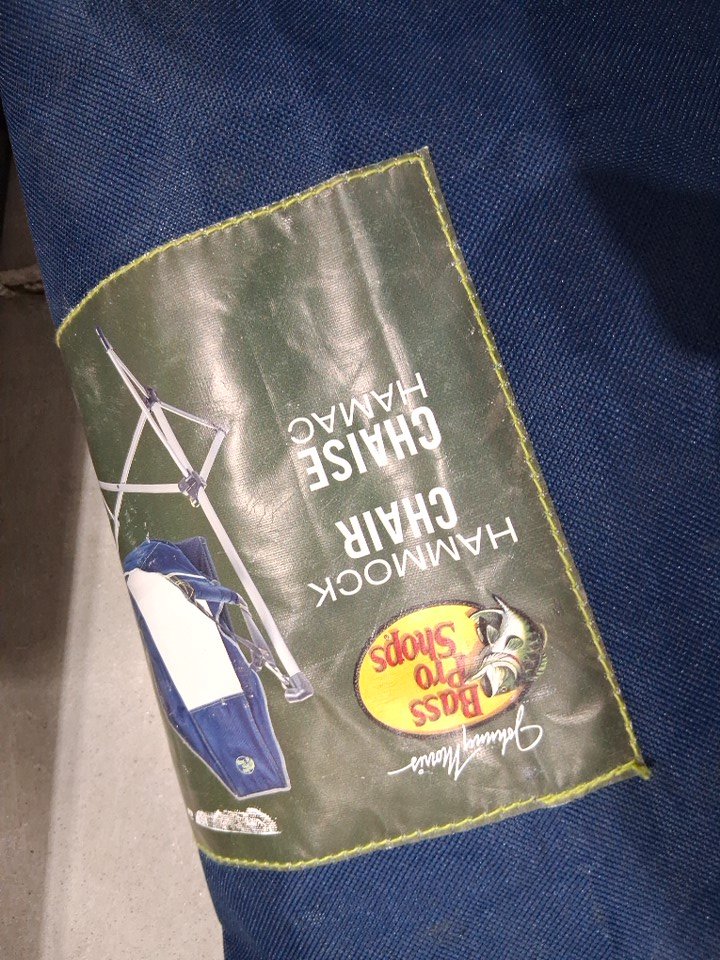 Johnny Morris
Bass
Pro
Shops
HAMMOCK
CHAIR
CHAISE
HAMAC